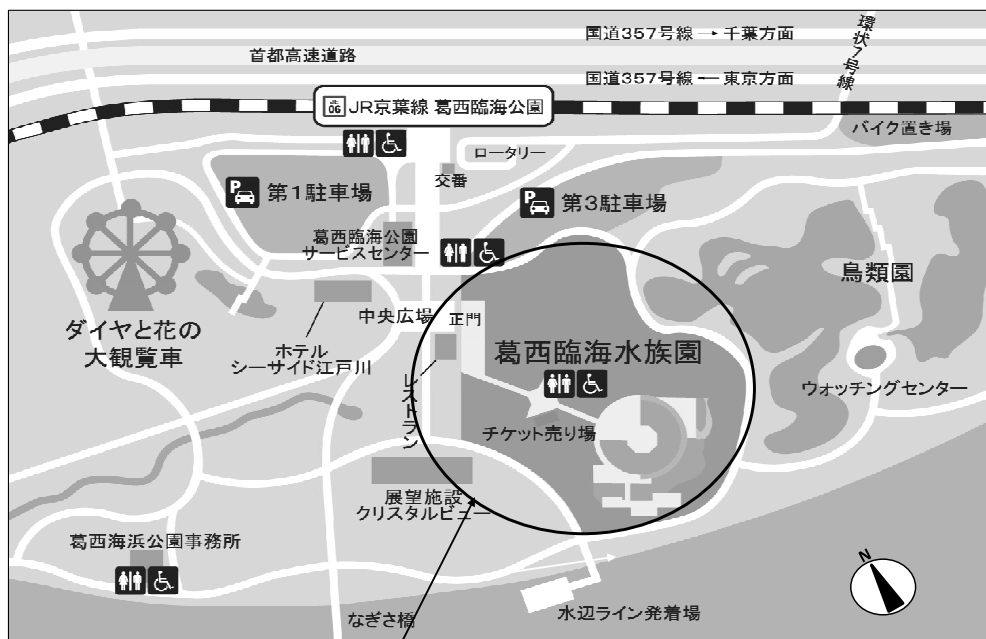 国道357号線 → 千葉方面
首都高速道路
国道357号線 ← 東京方面
環状7号線
JR京葉線 葛西臨海公園
バイク置き場
ロータリー
交番
P 第1駐車場
P 第3駐車場
葛西臨海公園
サービスセンター
鳥類園
ダイヤと花の
大観覧車
中央広場
正門
葛西臨海水族園
ホテル
シーサイド江戸川
レストラン
ウォッチングセンター
チケット売り場
展望施設
クリスタルビュー
葛西海浜公園事務所
なぎさ橋
水辺ライン発着場
N